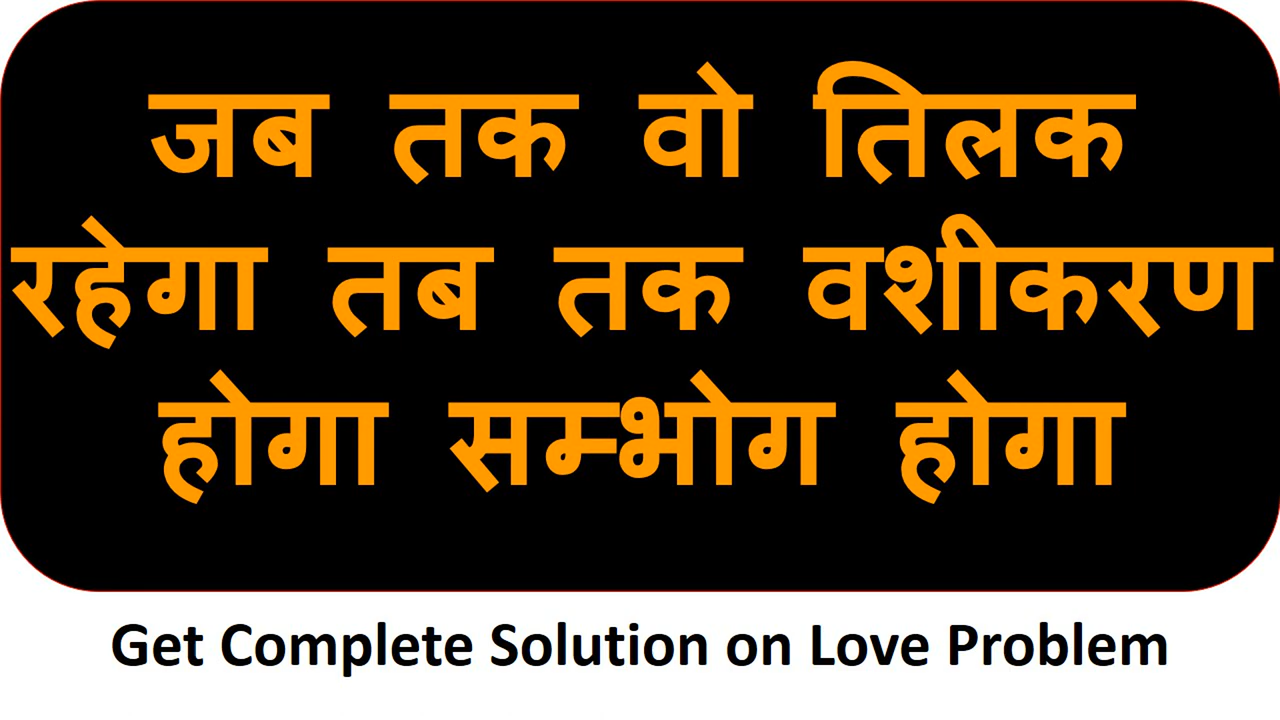 जब तक वो तिलक
रहेगा तब तक वशीकरण
होगा सम्भोग होगा
Get Complete Solution on Love Problem